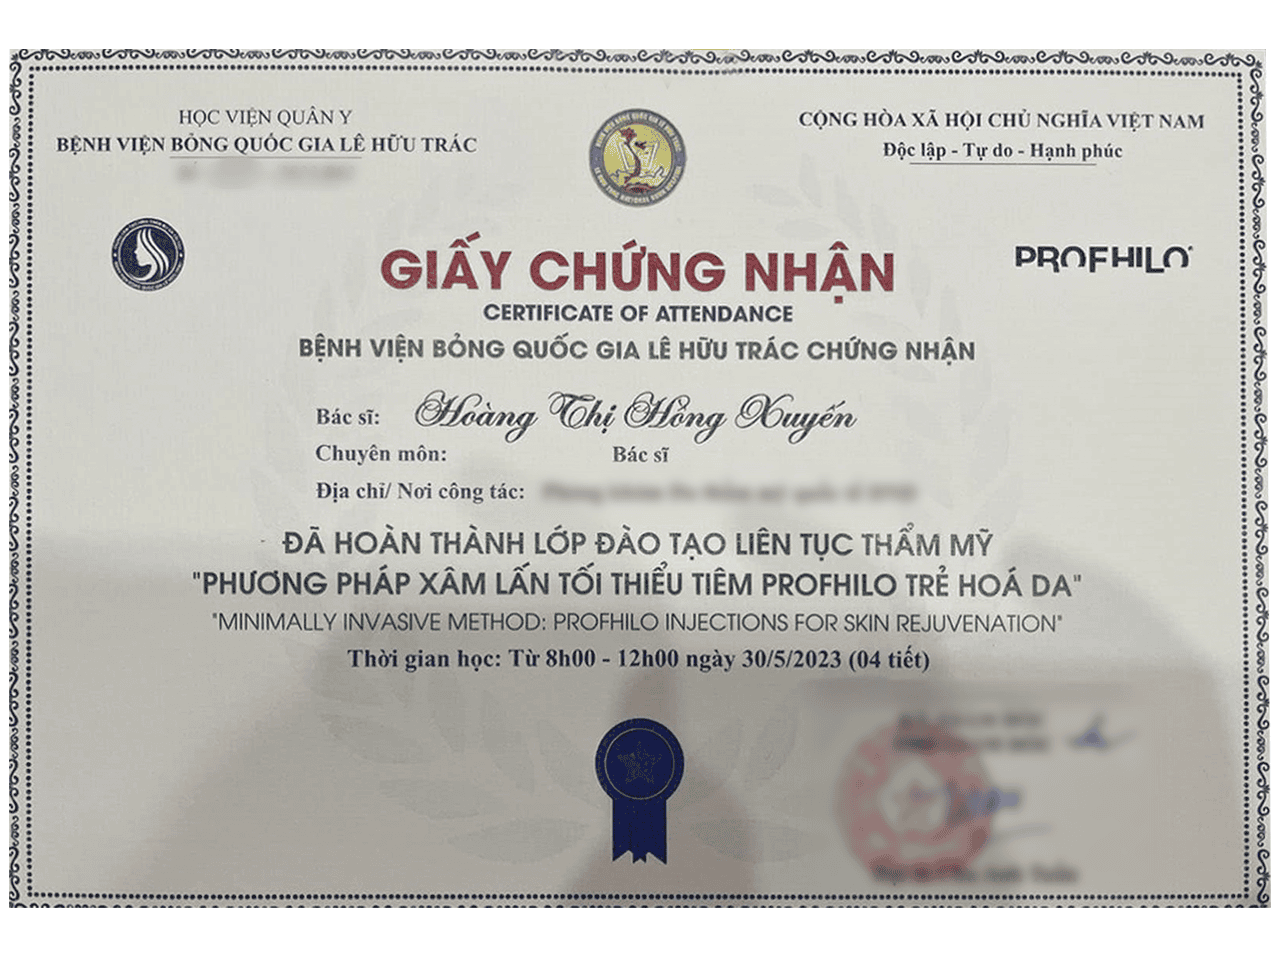 HỌC VIỆN QUÂN Y
BỆNH VIỆN BỎNG QUỐC GIA LÊ HỮU TRÁC
CỘNG HÒA XÃ HỘI CHỦ NGHĨA VIỆT NAM
Độc lập - Tự do - Hạnh phúc
PROFHILO
GIẤY CHỨNG NHẬN
CERTIFICATE OF ATTENDANCE
BỆNH VIỆN BỎNG QUỐC GIA LÊ HỮU TRÁC CHỨNG NHẬN
Bác sĩ: Hoàng Thị Hồng Xuyến
Chuyên môn: Bác sĩ
Địa chỉ/ Nơi công tác:
ĐÃ HOÀN THÀNH LỚP ĐÀO TẠO LIÊN TỤC THẨM MỸ
"PHƯƠNG PHÁP XÂM LẤN TỐI THIỂU TIÊM PROFHILO TRẺ HOÁ DA"
"MINIMALLY INVASIVE METHOD: PROFHILO INJECTIONS FOR SKIN REJUVENATION"
Thời gian học: Từ 8h00 - 12h00 ngày 30/5/2023 (04 tiết)